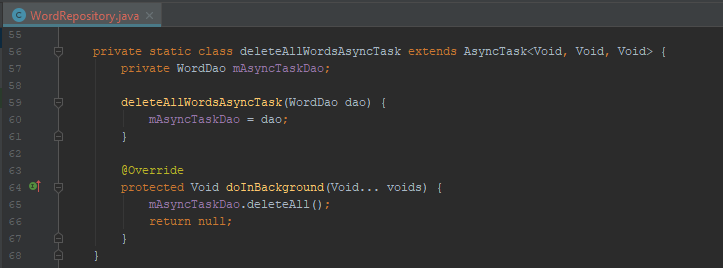 WordRepository.java
55
56 private static class deleteAllWordsAsyncTask extends AsyncTask<Void, Void, Void> {
57 private WordDao mAsyncTaskDao;
58
59 deleteAllWordsAsyncTask(WordDao dao) {
60 mAsyncTaskDao = dao;
61 }
62
63 @Override
64 protected Void doInBackground(Void... voids) {
65 mAsyncTaskDao.deleteAll();
66 return null;
67 }
68 }